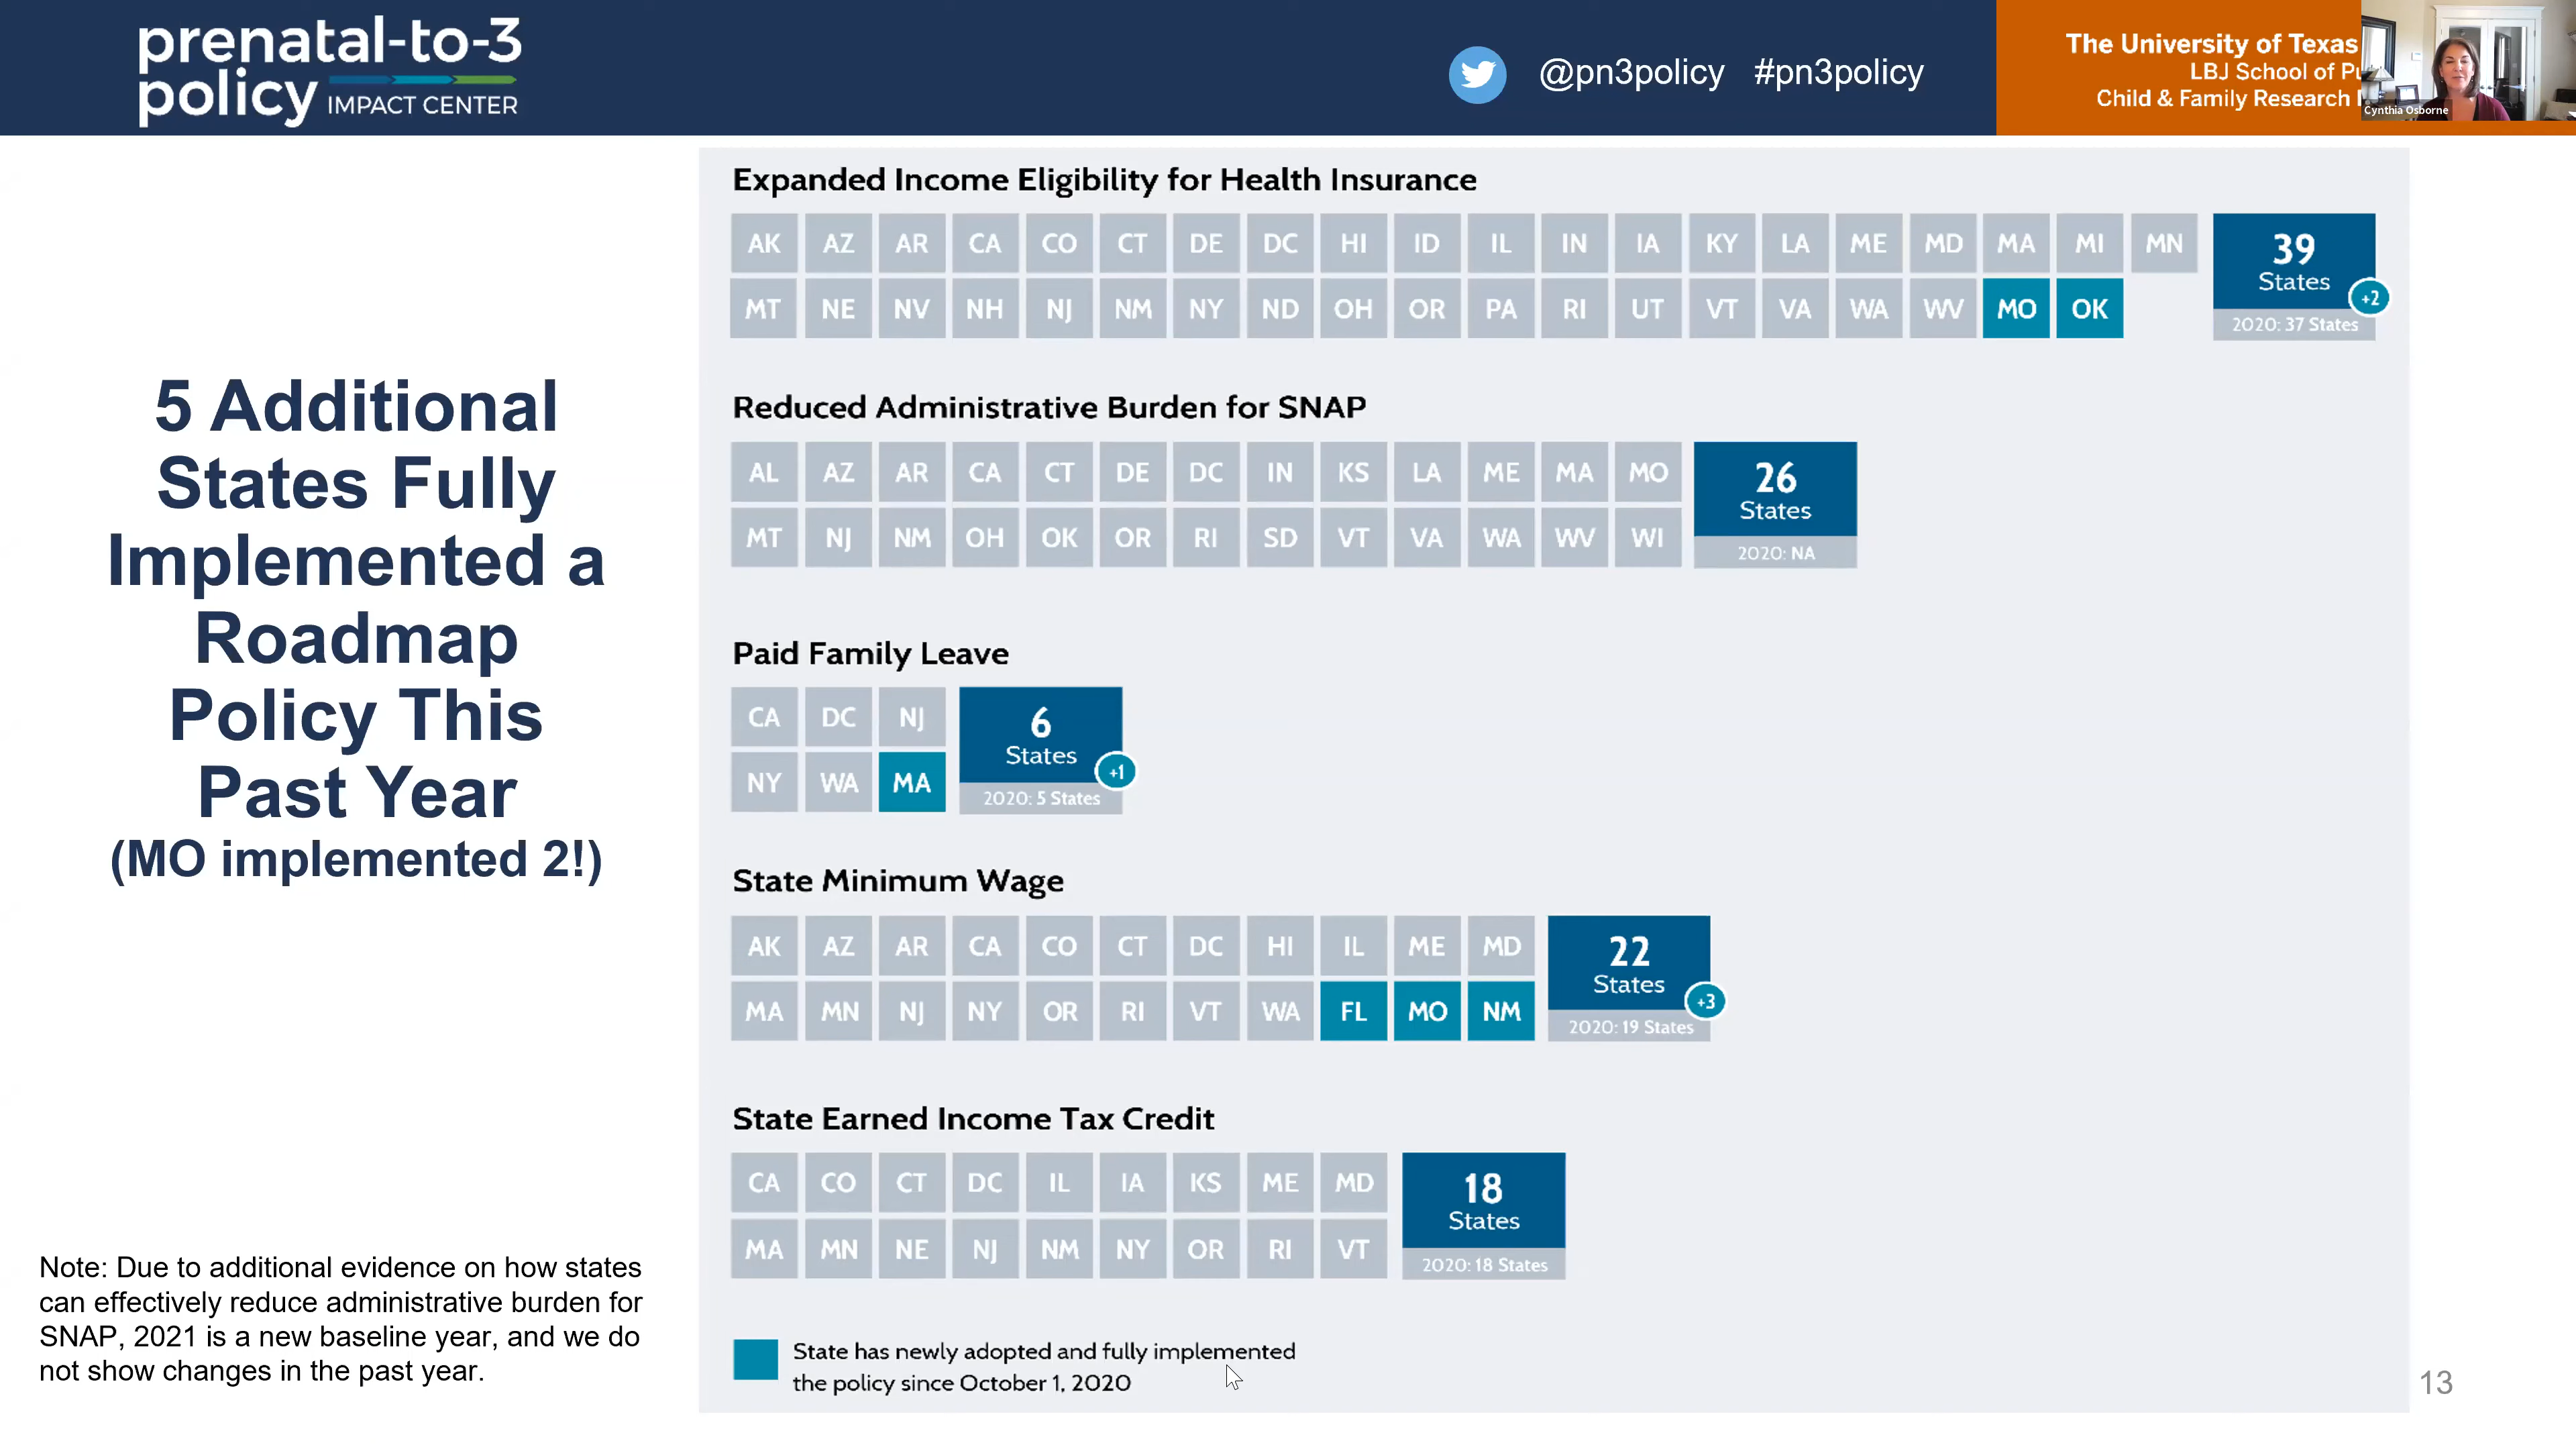 prenatal-to-3
policy IMPACT CENTER
@pn3policy #pn3policy
The University of Texas
LBJ School of
Child & Family Research
Cynthia Osborne
5 Additional
States Fully
Implemented a
Roadmap
Policy This
Past Year
(MO implemented 2!)
Note: Due to additional evidence on how states
can effectively reduce administrative burden for
SNAP, 2021 is a new baseline year, and we do
not show changes in the past year.
Expanded Income Eligibility for Health Insurance
AK AZ AR CA CO CT DE DC HI ID IL IN IA KY LA ME MD MA MI MN
MT NE NV NH NJ NM NY ND OH OR PA RI UT VT VA WA WV MO OK
39
States
+2
2020: 37 States
Reduced Administrative Burden for SNAP
AL AZ AR CA CT DE DC IN KS LA ME MA MO
MT NJ NM OH OK OR RI SD VT VA WA WV WI
26
States
2020: NA
Paid Family Leave
CA DC NJ
NY WA MA
6
States
+1
2020: 5 States
State Minimum Wage
AK AZ AR CA CO CT DC HI IL ME MD
MA MN NJ NY OR RI VT WA FL MO NM
22
States
+3
2020: 19 States
State Earned Income Tax Credit
CA CO CT DC IL IA KS ME MD
MA MN NE NJ NM NY OR RI VT
18
States
2020: 18 States
State has newly adopted and fully implemented
the policy since October 1, 2020
13